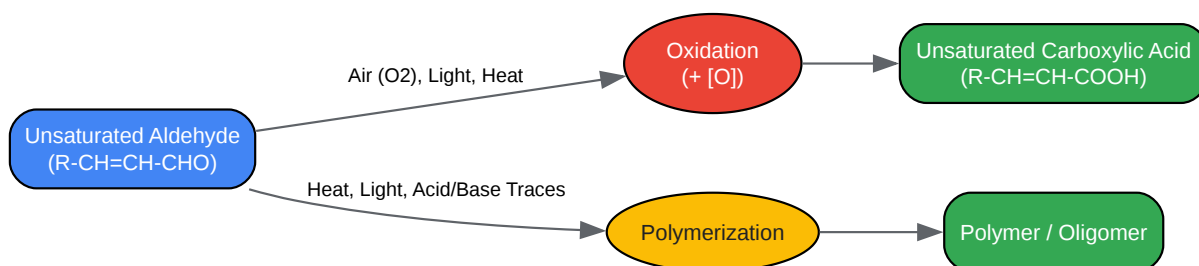 Unsaturated Aldehyde
(R-CH=CH-CHO)
Air (O2), Light, Heat
Oxidation
(+ [O])
Unsaturated Carboxylic Acid
(R-CH=CH-COOH)
Heat, Light, Acid/Base Traces
Polymerization
Polymer / Oligomer